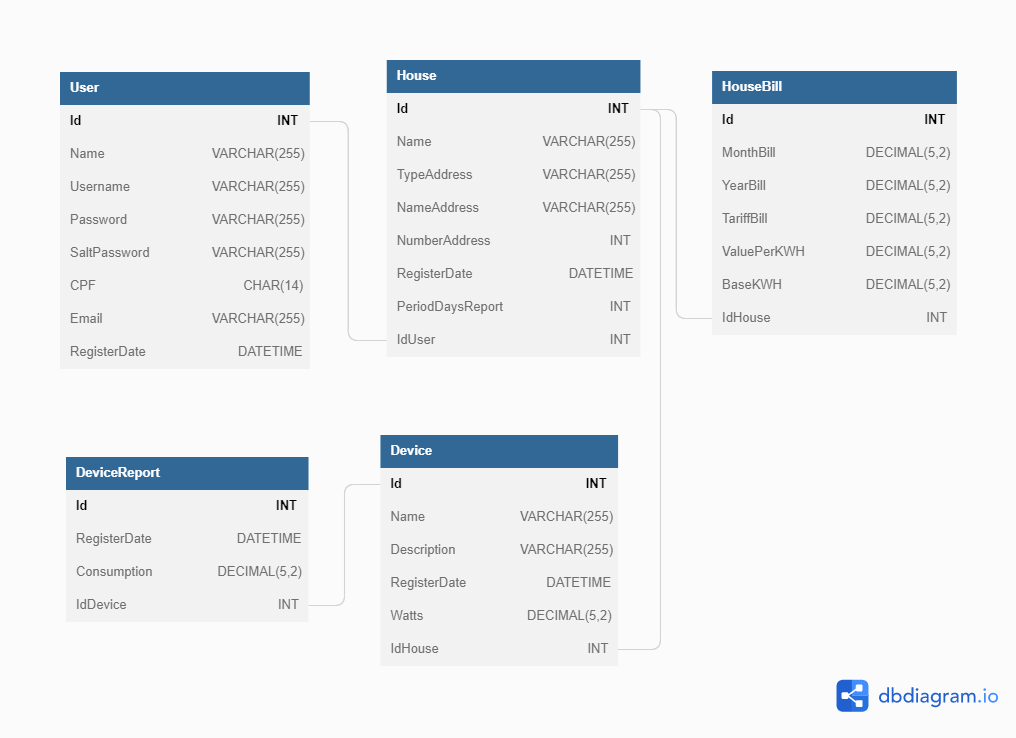 User
Id INT
Name VARCHAR(255)
Username VARCHAR(255)
Password VARCHAR(255)
SaltPassword VARCHAR(255)
CPF CHAR(14)
Email VARCHAR(255)
RegisterDate DATETIME
House
Id INT
Name VARCHAR(255)
TypeAddress VARCHAR(255)
NameAddress VARCHAR(255)
NumberAddress INT
RegisterDate DATETIME
PeriodDaysReport INT
IdUser INT
HouseBill
Id INT
MonthBill DECIMAL(5,2)
YearBill DECIMAL(5,2)
TariffBill DECIMAL(5,2)
ValuePerKWH DECIMAL(5,2)
BaseKWH DECIMAL(5,2)
IdHouse INT
DeviceReport
Id INT
RegisterDate DATETIME
Consumption DECIMAL(5,2)
IdDevice INT
Device
Id INT
Name VARCHAR(255)
Description VARCHAR(255)
RegisterDate DATETIME
Watts DECIMAL(5,2)
IdHouse INT
dbdiagram.io